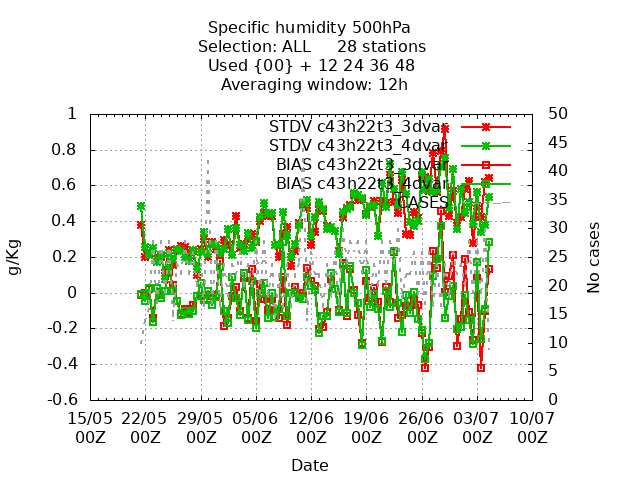 Specific humidity 500hPa
Selection: ALL 28 stations
Used {00} + 12 24 36 48
Averaging window: 12h
STDV c43h22t3_3dvar
STDV c43h22t3_4dvar
BIAS c43h22t3_3dvar
BIAS c43h22t3_4dvar
CASES
1
0.8
0.6
0.4
0.2
0
-0.2
-0.4
-0.6
g/Kg
50
45
40
35
30
25
20
15
10
5
0
No cases
15/05 22/05 29/05 05/06 12/06 19/06 26/06 03/07 10/07
00Z 00Z 00Z 00Z 00Z 00Z 00Z 00Z 00Z
Date